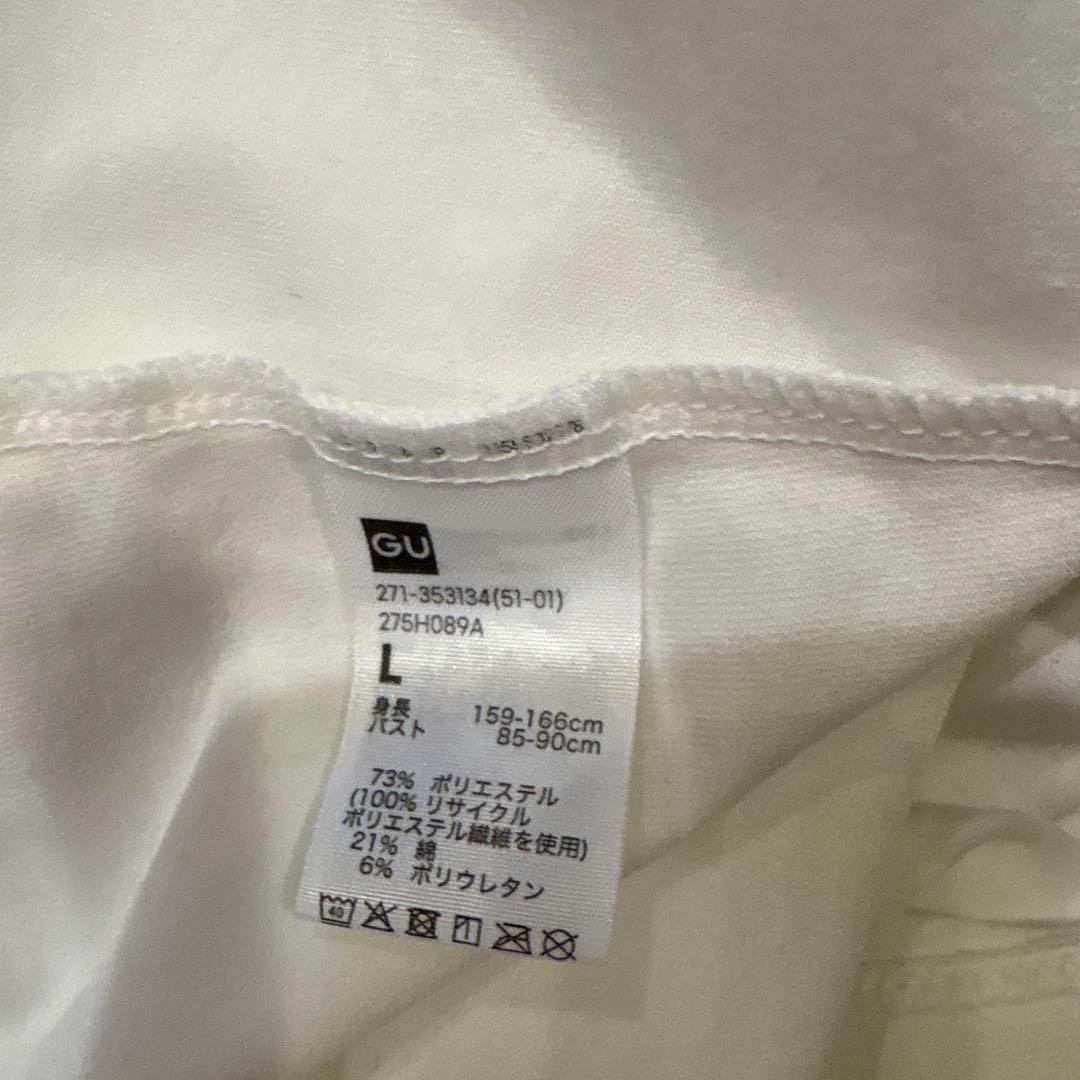 GU
271-353134(51-01)
275H089A
L
身長 159-166cm
バスト 85-90cm
73% ポリエステル
(100% リサイクル
ポリエステル繊維を使用)
21% 綿
6% ポリウレタン
40